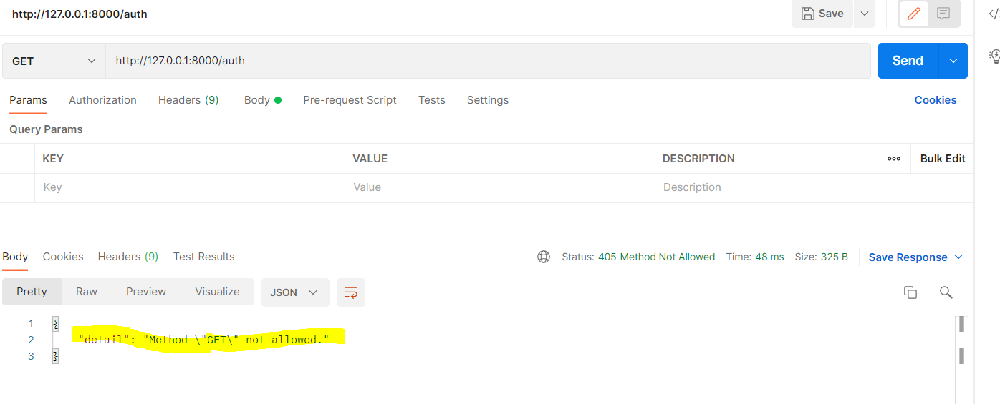 http://127.0.0.1:8000/auth
Save
GET
http://127.0.0.1:8000/auth
Send
Params Authorization Headers (9) Body Pre-request Script Tests Settings Cookies
Query Params
KEY VALUE DESCRIPTION Bulk Edit
Key Value Description
Body Cookies Headers (9) Test Results Status: 405 Method Not Allowed Time: 48 ms Size: 325 B Save Response
Pretty Raw Preview Visualize JSON
1 {
2 "detail": "Method \"GET\" not allowed."
3 }